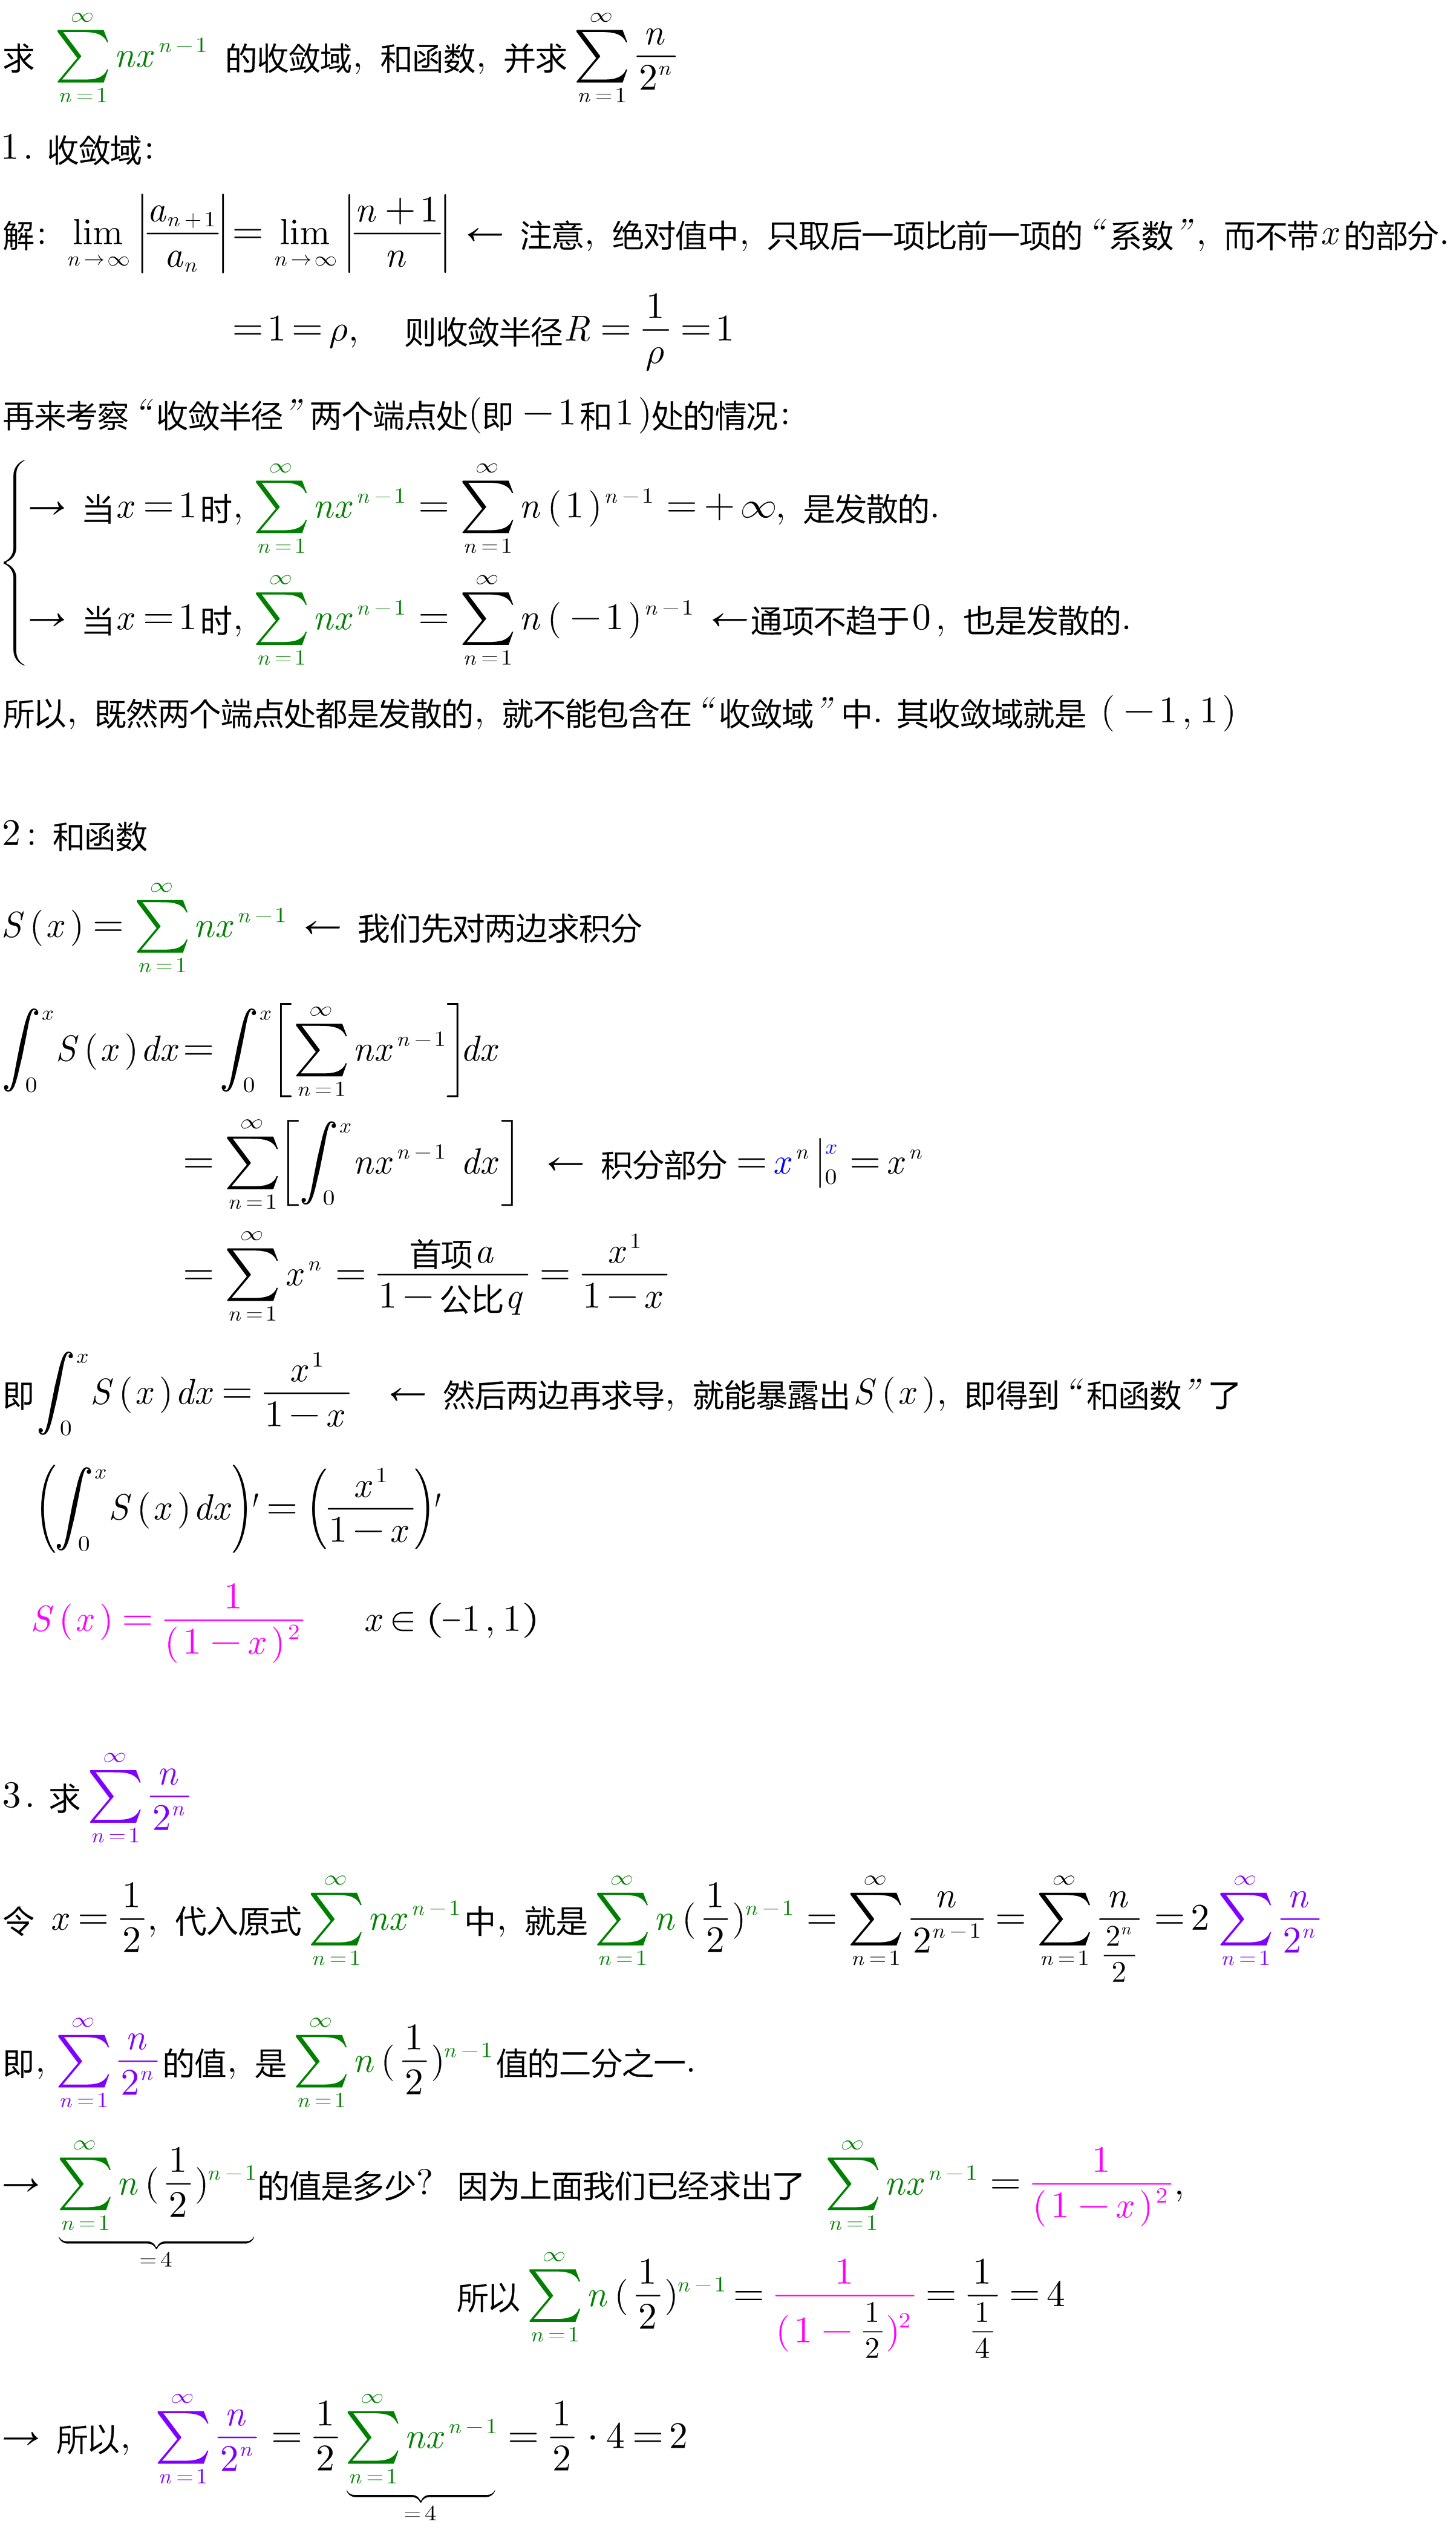 求 $\sum_{n=1}^{\infty} nx^{n-1}$ 的收敛域, 和函数, 并求 $\sum_{n=1}^{\infty} \frac{n}{2^n}$
1. 收敛域:
解: $\lim_{n\to\infty} \left|\frac{a_{n+1}}{a_n}\right| = \lim_{n\to\infty} \left|\frac{n+1}{n}\right|$ ← 注意, 绝对值中, 只取后一项比前一项的“系数”, 而不带$x$的部分.
$=1=\rho$, 则收敛半径$R=\frac{1}{\rho}=1$
再来考察“收敛半径”两个端点处(即$-1$和$1$)处的情况:
→ 当$x=1$时, $\sum_{n=1}^{\infty} nx^{n-1} = \sum_{n=1}^{\infty} n(1)^{n-1} = +\infty$, 是发散的.
→ 当$x=1$时, $\sum_{n=1}^{\infty} nx^{n-1} = \sum_{n=1}^{\infty} n(-1)^{n-1}$ ←通项不趋于0, 也是发散的.
所以, 既然两个端点处都是发散的, 就不能包含在“收敛域”中. 其收敛域就是 $(-1,1)$
2: 和函数
$S(x) = \sum_{n=1}^{\infty} nx^{n-1}$ ← 我们先对两边求积分
$\int_0^x S(x)dx = \int_0^x \left[\sum_{n=1}^{\infty} nx^{n-1}\right]dx$
$= \sum_{n=1}^{\infty} \left[\int_0^x nx^{n-1} dx\right]$ ← 积分部分 $= x^n \big|_0^x = x^n$
$= \sum_{n=1}^{\infty} x^n = \frac{首项a}{1-公比q} = \frac{x^1}{1-x}$
即$\int_0^x S(x)dx = \frac{x^1}{1-x}$ ← 然后两边再求导, 就能暴露出$S(x)$, 即得到“和函数”了
$\left(\int_0^x S(x)dx\right)' = \left(\frac{x^1}{1-x}\right)'$
$S(x) = \frac{1}{(1-x)^2}$ $x \in (-1,1)$
3. 求 $\sum_{n=1}^{\infty} \frac{n}{2^n}$
令 $x=\frac{1}{2}$, 代入原式 $\sum_{n=1}^{\infty} nx^{n-1}$中, 就是 $\sum_{n=1}^{\infty} n(\frac{1}{2})^{n-1} = \sum_{n=1}^{\infty} \frac{n}{2^{n-1}} = \sum_{n=1}^{\infty} \frac{n}{\frac{2^n}{2}} = 2\sum_{n=1}^{\infty} \frac{n}{2^n}$
即, $\sum_{n=1}^{\infty} \frac{n}{2^n}$的值, 是 $\sum_{n=1}^{\infty} n(\frac{1}{2})^{n-1}$值的二分之一.
→ $\underbrace{\sum_{n=1}^{\infty} n(\frac{1}{2})^{n-1}}_{=4}$的值是多少? 因为上面我们已经求出了 $\sum_{n=1}^{\infty} nx^{n-1} = \frac{1}{(1-x)^2}$,
所以 $\sum_{n=1}^{\infty} n(\frac{1}{2})^{n-1} = \frac{1}{(1-\frac{1}{2})^2} = \frac{1}{\frac{1}{4}} = 4$
→ 所以, $\sum_{n=1}^{\infty} \frac{n}{2^n} = \frac{1}{2} \underbrace{\sum_{n=1}^{\infty} nx^{n-1}}_{=4} = \frac{1}{2} \cdot 4 = 2$